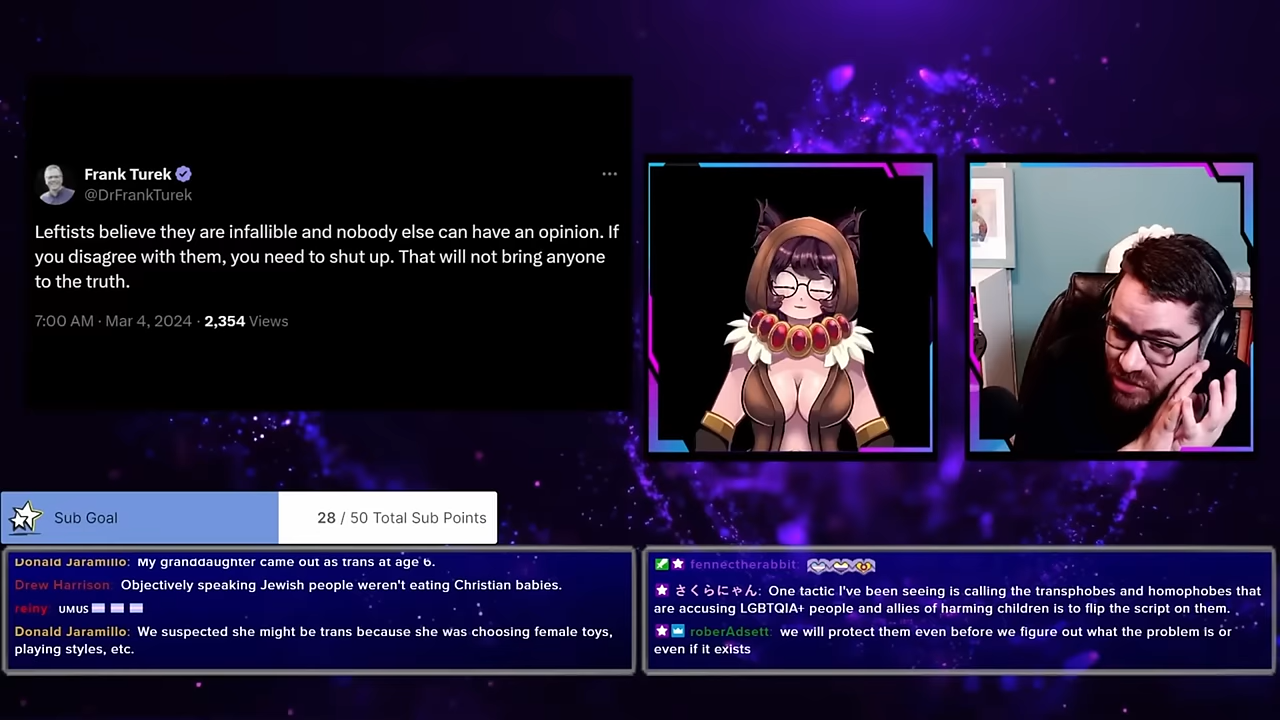 Frank Turek
@DrFrankTurek
Leftists believe they are infallible and nobody else can have an opinion. If
you disagree with them, you need to shut up. That will not bring anyone
to the truth.
7:00 AM · Mar 4, 2024 · 2,354 Views
Sub Goal
28 / 50 Total Sub Points
Donald Jaramillo: My granddaughter came out as trans at age 6.
Drew Harrison: Objectively speaking Jewish people weren't eating Christian babies.
reiny UMUS
Donald Jaramillo: We suspected she might be trans because she was choosing female toys,
playing styles, etc.
fennectherabbit:
さくらにゃん: One tactic I've been seeing is calling the transphobes and homophobes that
are accusing LGBTQIA+ people and allies of harming children is to flip the script on them.
roberAdsett: we will protect them even before we figure out what the problem is or
even if it exists